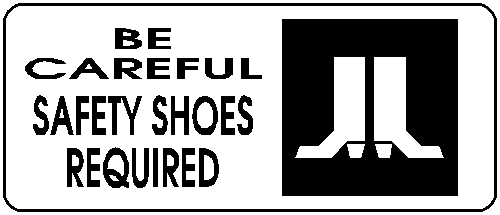 BE
CAREFUL
SAFETY SHOES
REQUIRED